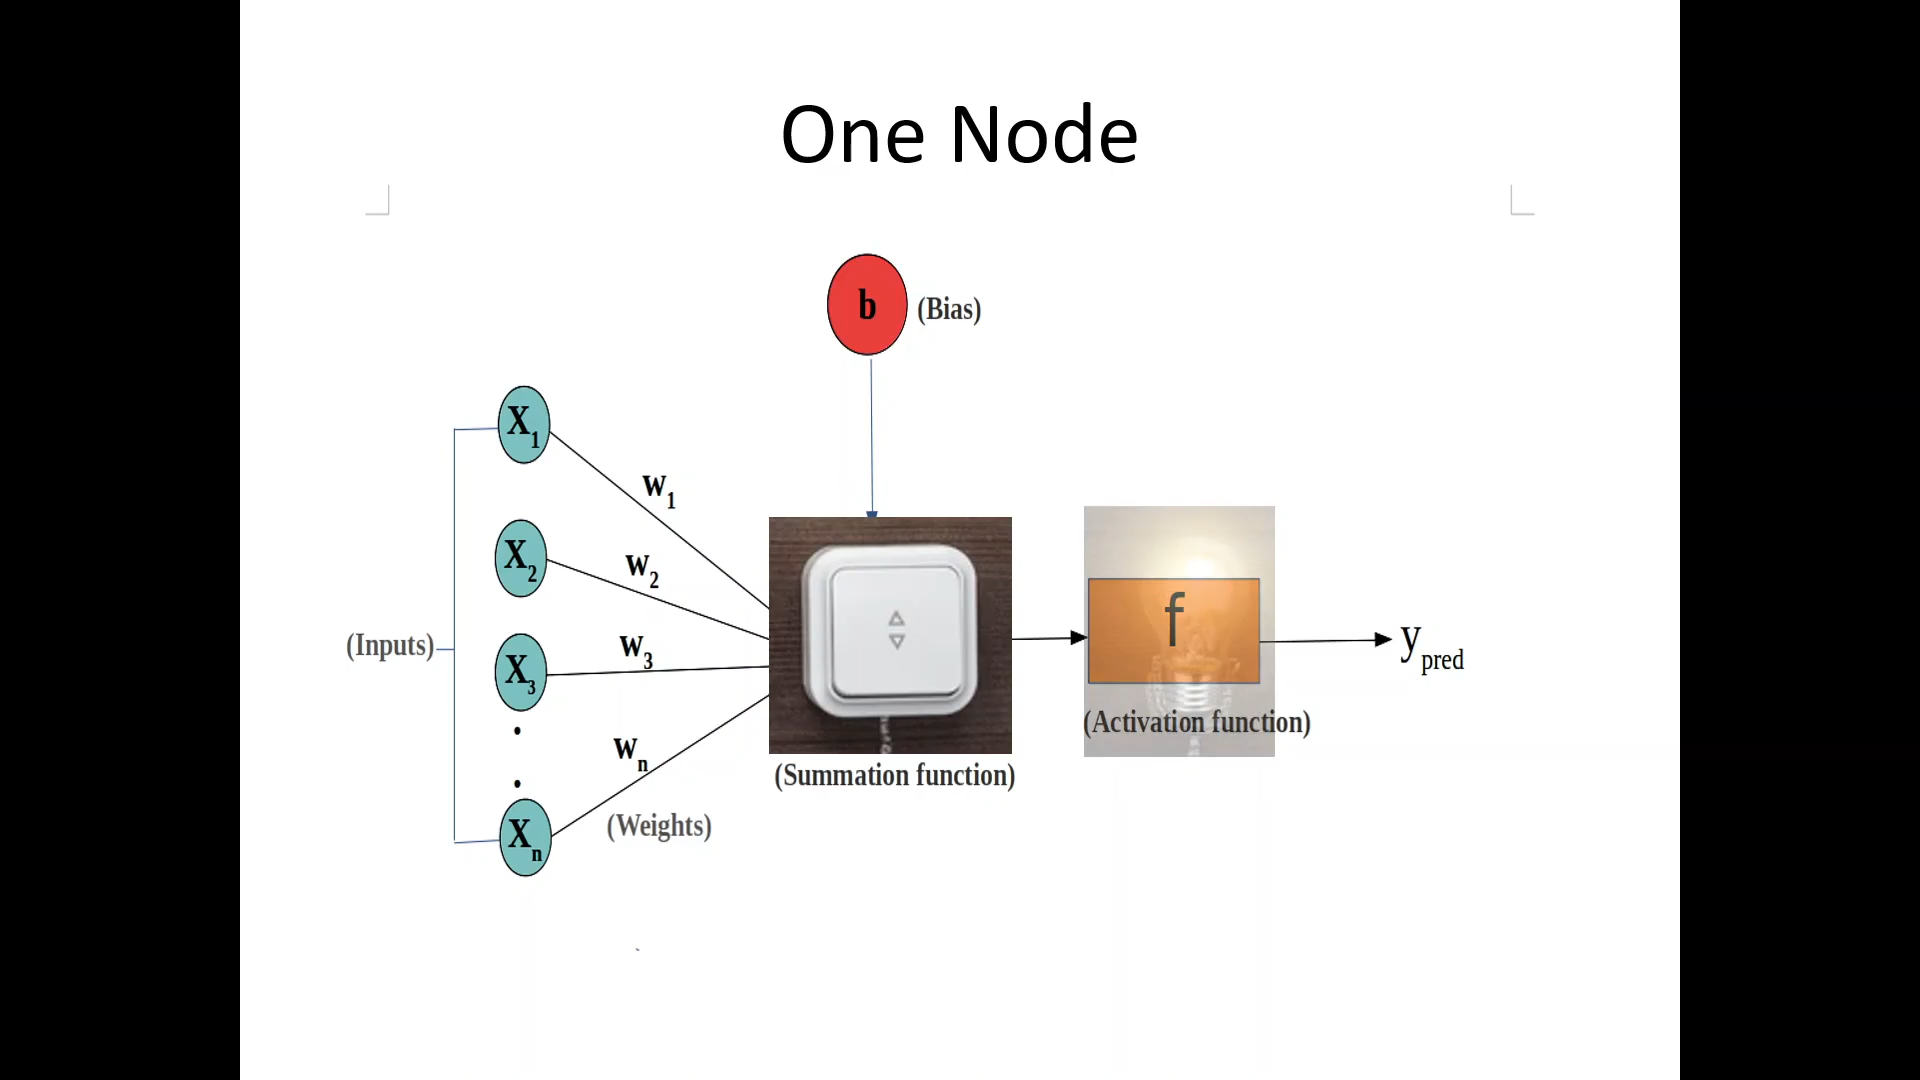 One Node
b (Bias)
X1
w1
X2
w2
(Inputs)
X3
w3
wn
Xn
(Weights)
(Summation function)
f
(Activation function)
ypred